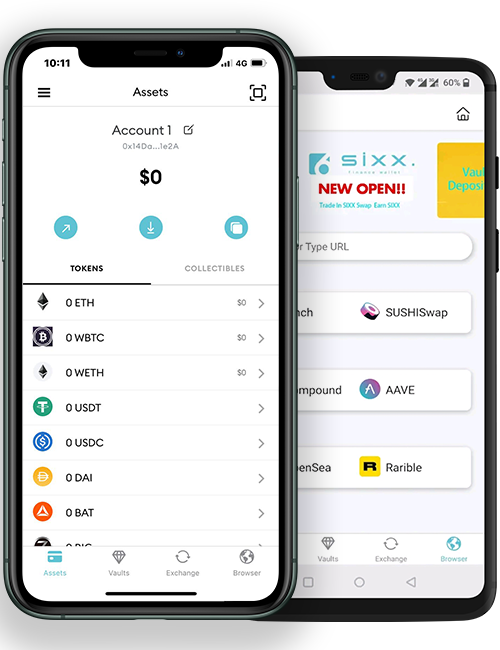 10:11
4G
Assets
Account 1
0x14Da...1e2A
$0
TOKENS
COLLECTIBLES
0 ETH
$0
0 WBTC
$0
0 WETH
$0
0 USDT
0 USDC
0 DAI
0 BAT
Assets
Vaults
Exchange
Browser
60%
sixx.
finance wallet
NEW OPEN!!
Trade in SIXX Swap Earn SIXX
Vaul
Deposi
r Type URL
nch
SUSHISwap
mpound
AAVE
enSea
Rarible
Vaults
Exchange
Browser